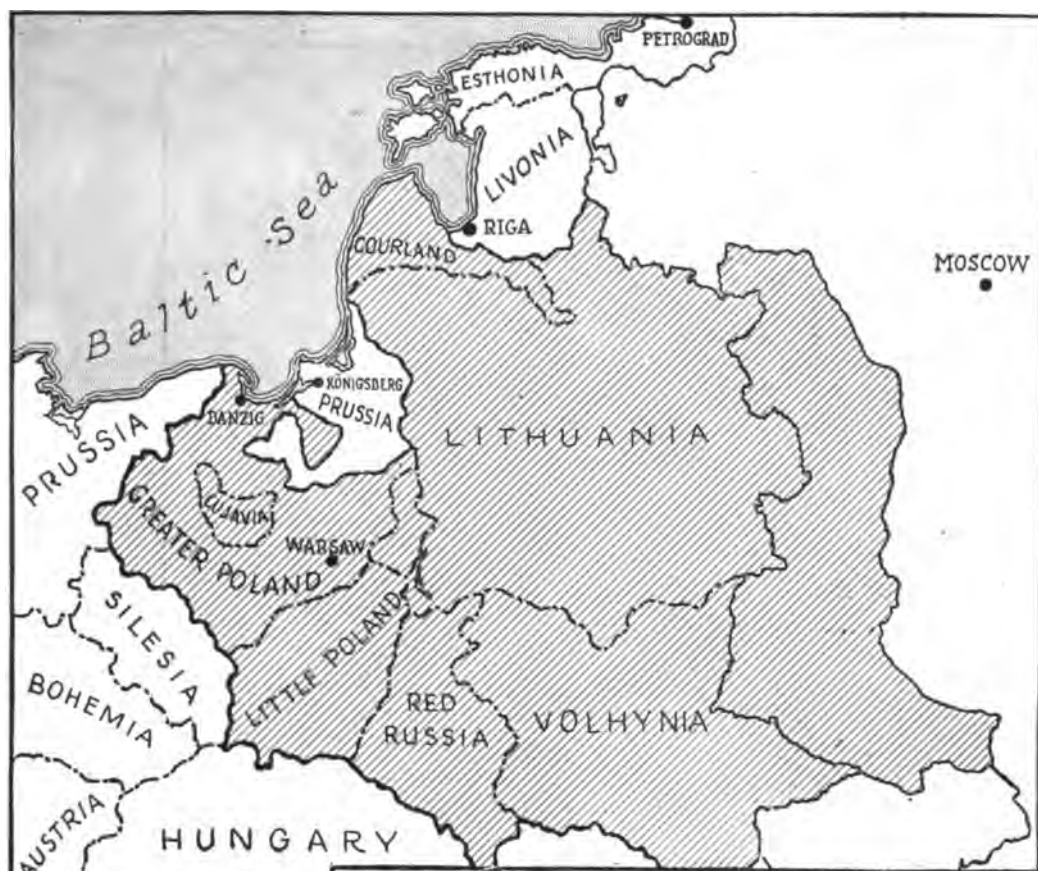 PETROGRAD
ESTHONIA
LIVONIA
RIGA
COURLAND
MOSCOW
Baltic Sea
KÖNIGSBERG
PRUSSIA
DANZIG
PRUSSIA
LITHUANIA
CUJAVIA
GREATER POLAND
WARSAW
SILESIA
LITTLE POLAND
BOHEMIA
RED
RUSSIA
VOLHYNIA
AUSTRIA
HUNGARY